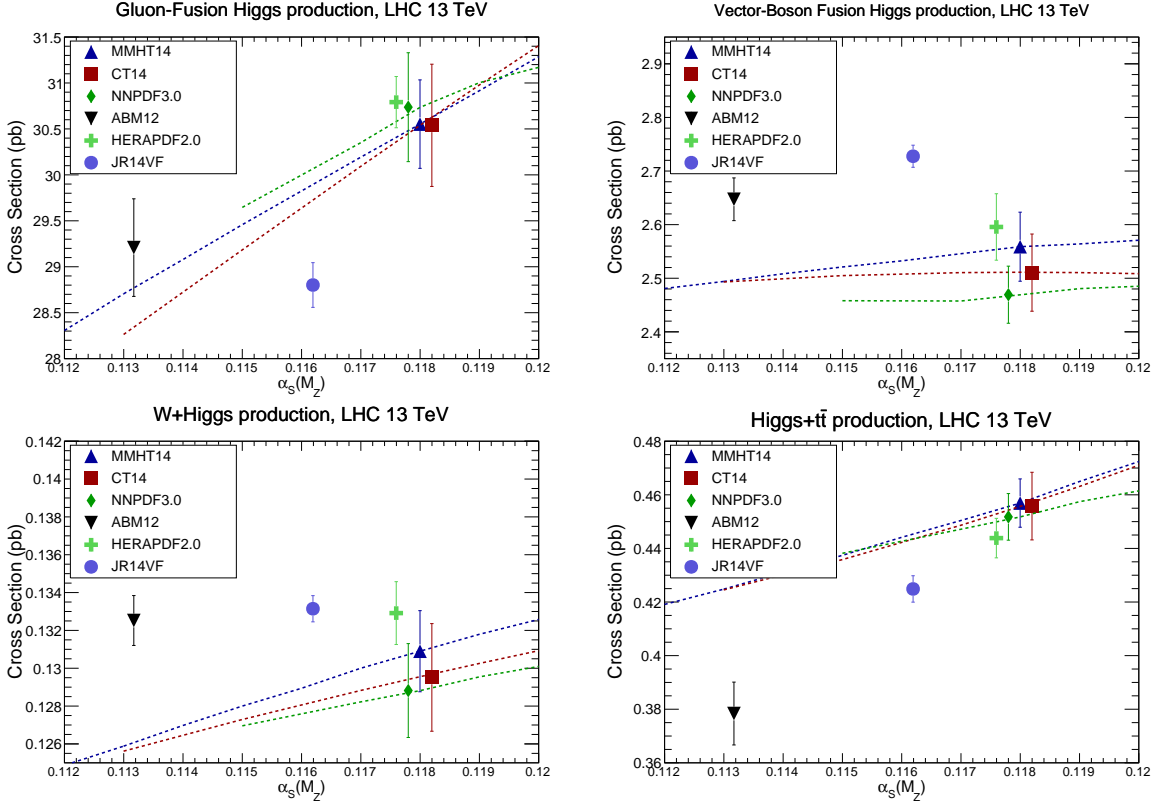 Gluon-Fusion Higgs production, LHC 13 TeV
Cross Section (pb)
31.5
31
30.5
30
29.5
29
28.5
28
MMHT14
CT14
NNPDF3.0
ABM12
HERAPDF2.0
JR14VF
0.112 0.113 0.114 0.115 0.116 0.117 0.118 0.119 0.12
α_S(M_Z)
Vector-Boson Fusion Higgs production, LHC 13 TeV
Cross Section (pb)
2.9
2.8
2.7
2.6
2.5
2.4
MMHT14
CT14
NNPDF3.0
ABM12
HERAPDF2.0
JR14VF
0.112 0.113 0.114 0.115 0.116 0.117 0.118 0.119 0.12
α_S(M_Z)
W+Higgs production, LHC 13 TeV
Cross Section (pb)
0.142
0.14
0.138
0.136
0.134
0.132
0.13
0.128
0.126
MMHT14
CT14
NNPDF3.0
ABM12
HERAPDF2.0
JR14VF
0.112 0.113 0.114 0.115 0.116 0.117 0.118 0.119 0.12
α_S(M_Z)
Higgs+tt̄ production, LHC 13 TeV
Cross Section (pb)
0.48
0.46
0.44
0.42
0.4
0.38
0.36
MMHT14
CT14
NNPDF3.0
ABM12
HERAPDF2.0
JR14VF
0.112 0.113 0.114 0.115 0.116 0.117 0.118 0.119 0.12
α_S(M_Z)